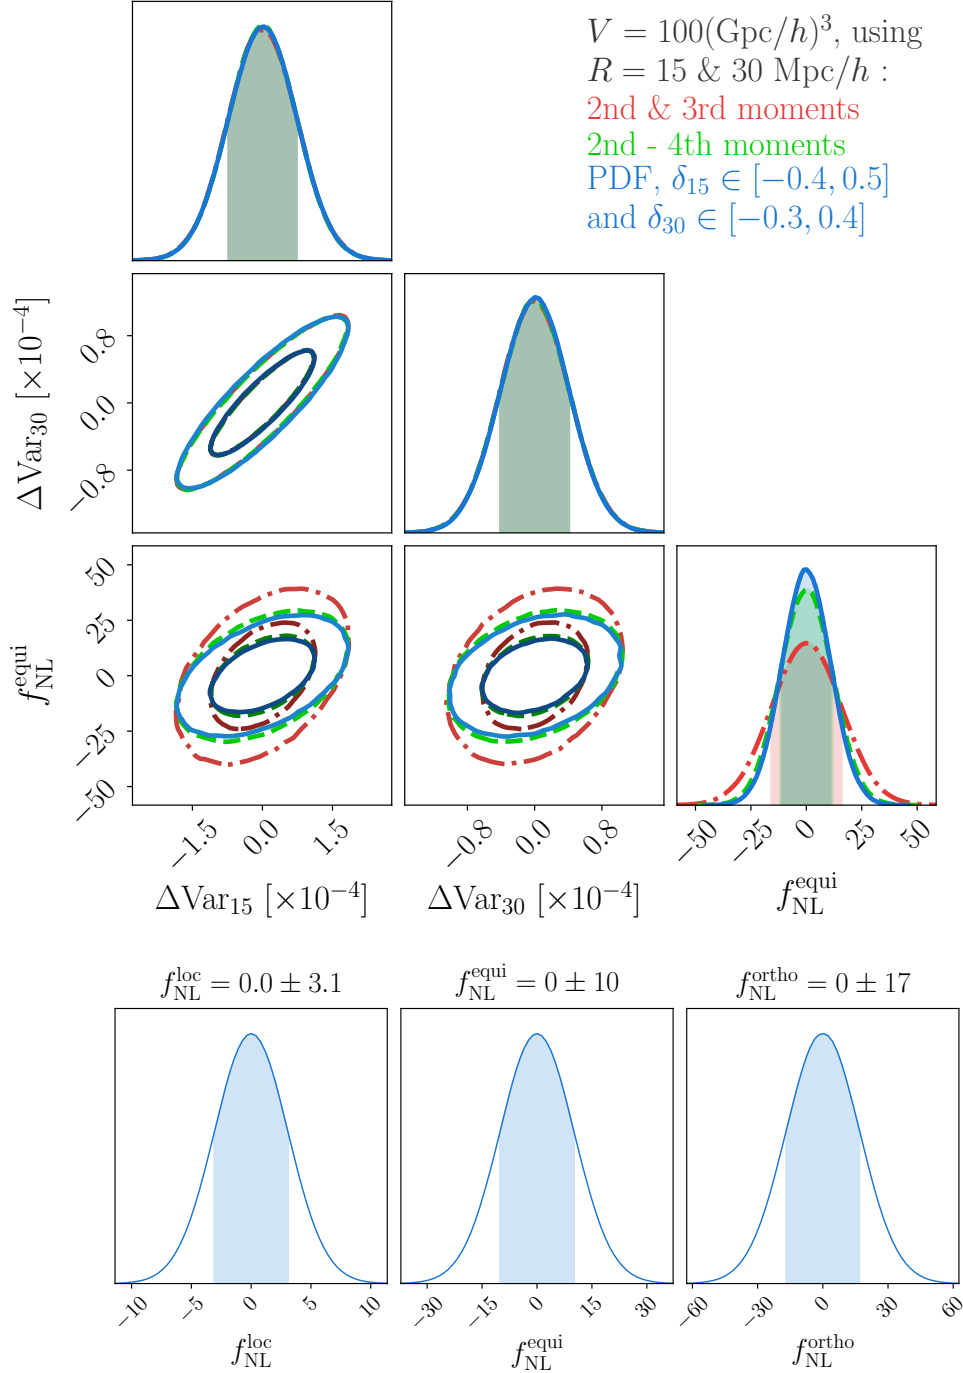 V = 100(Gpc/h)³, using
R = 15 & 30 Mpc/h :
2nd & 3rd moments
2nd - 4th moments
PDF, δ₁₅ ∈ [−0.4, 0.5]
and δ₃₀ ∈ [−0.3, 0.4]
ΔVar₃₀ [×10⁻⁴]
0.8
0.0
−0.8
f_NL^equi
50
25
0
−25
−50
−1.5 0.0 1.5
−0.8 0.0 0.8
−50 −25 0 25 50
ΔVar₁₅ [×10⁻⁴]
ΔVar₃₀ [×10⁻⁴]
f_NL^equi
f_NL^loc = 0.0 ± 3.1
f_NL^equi = 0 ± 10
f_NL^ortho = 0 ± 17
−10 −5 0 5 10
−30 −15 0 15 30
−60 −30 0 30 60
f_NL^loc
f_NL^equi
f_NL^ortho